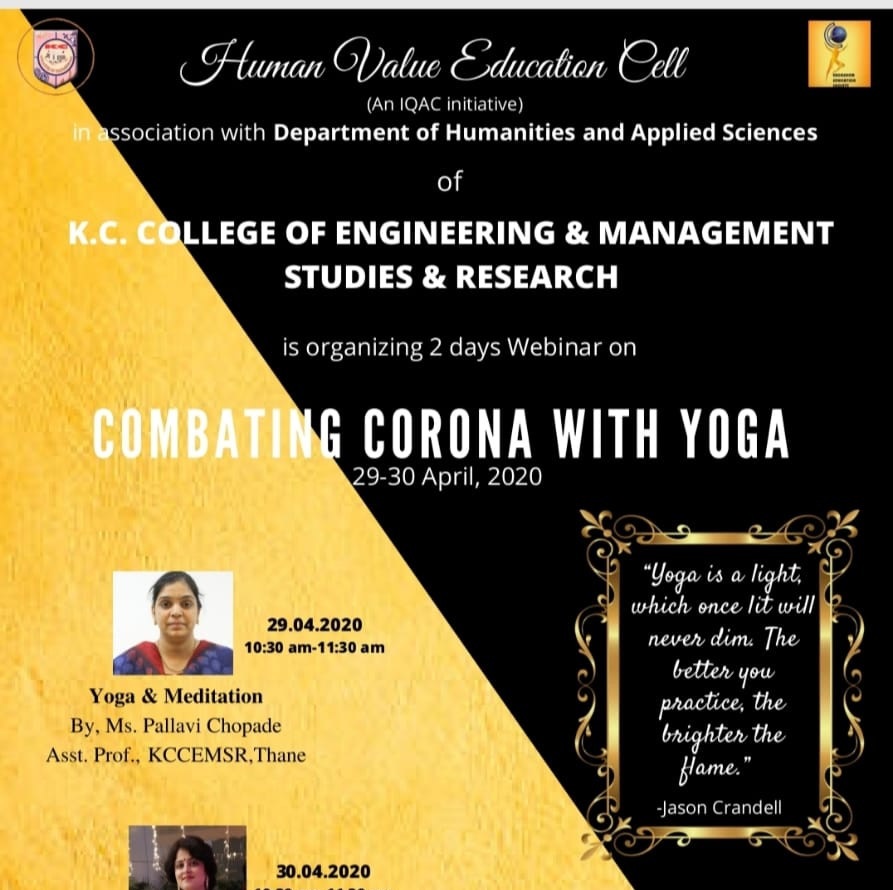 Human Value Education Cell
(An IQAC initiative)
in association with Department of Humanities and Applied Sciences
of
K.C. COLLEGE OF ENGINEERING & MANAGEMENT
STUDIES & RESEARCH
is organizing 2 days Webinar on
COMBATING CORONA WITH YOGA
29-30 April, 2020
29.04.2020
10:30 am-11:30 am
Yoga & Meditation
By, Ms. Pallavi Chopade
Asst. Prof., KCCEMSR,Thane
"Yoga is a light,
which once lit will
never dim. The
better you
practice, the
brighter the
flame."
-Jason Crandell
30.04.2020